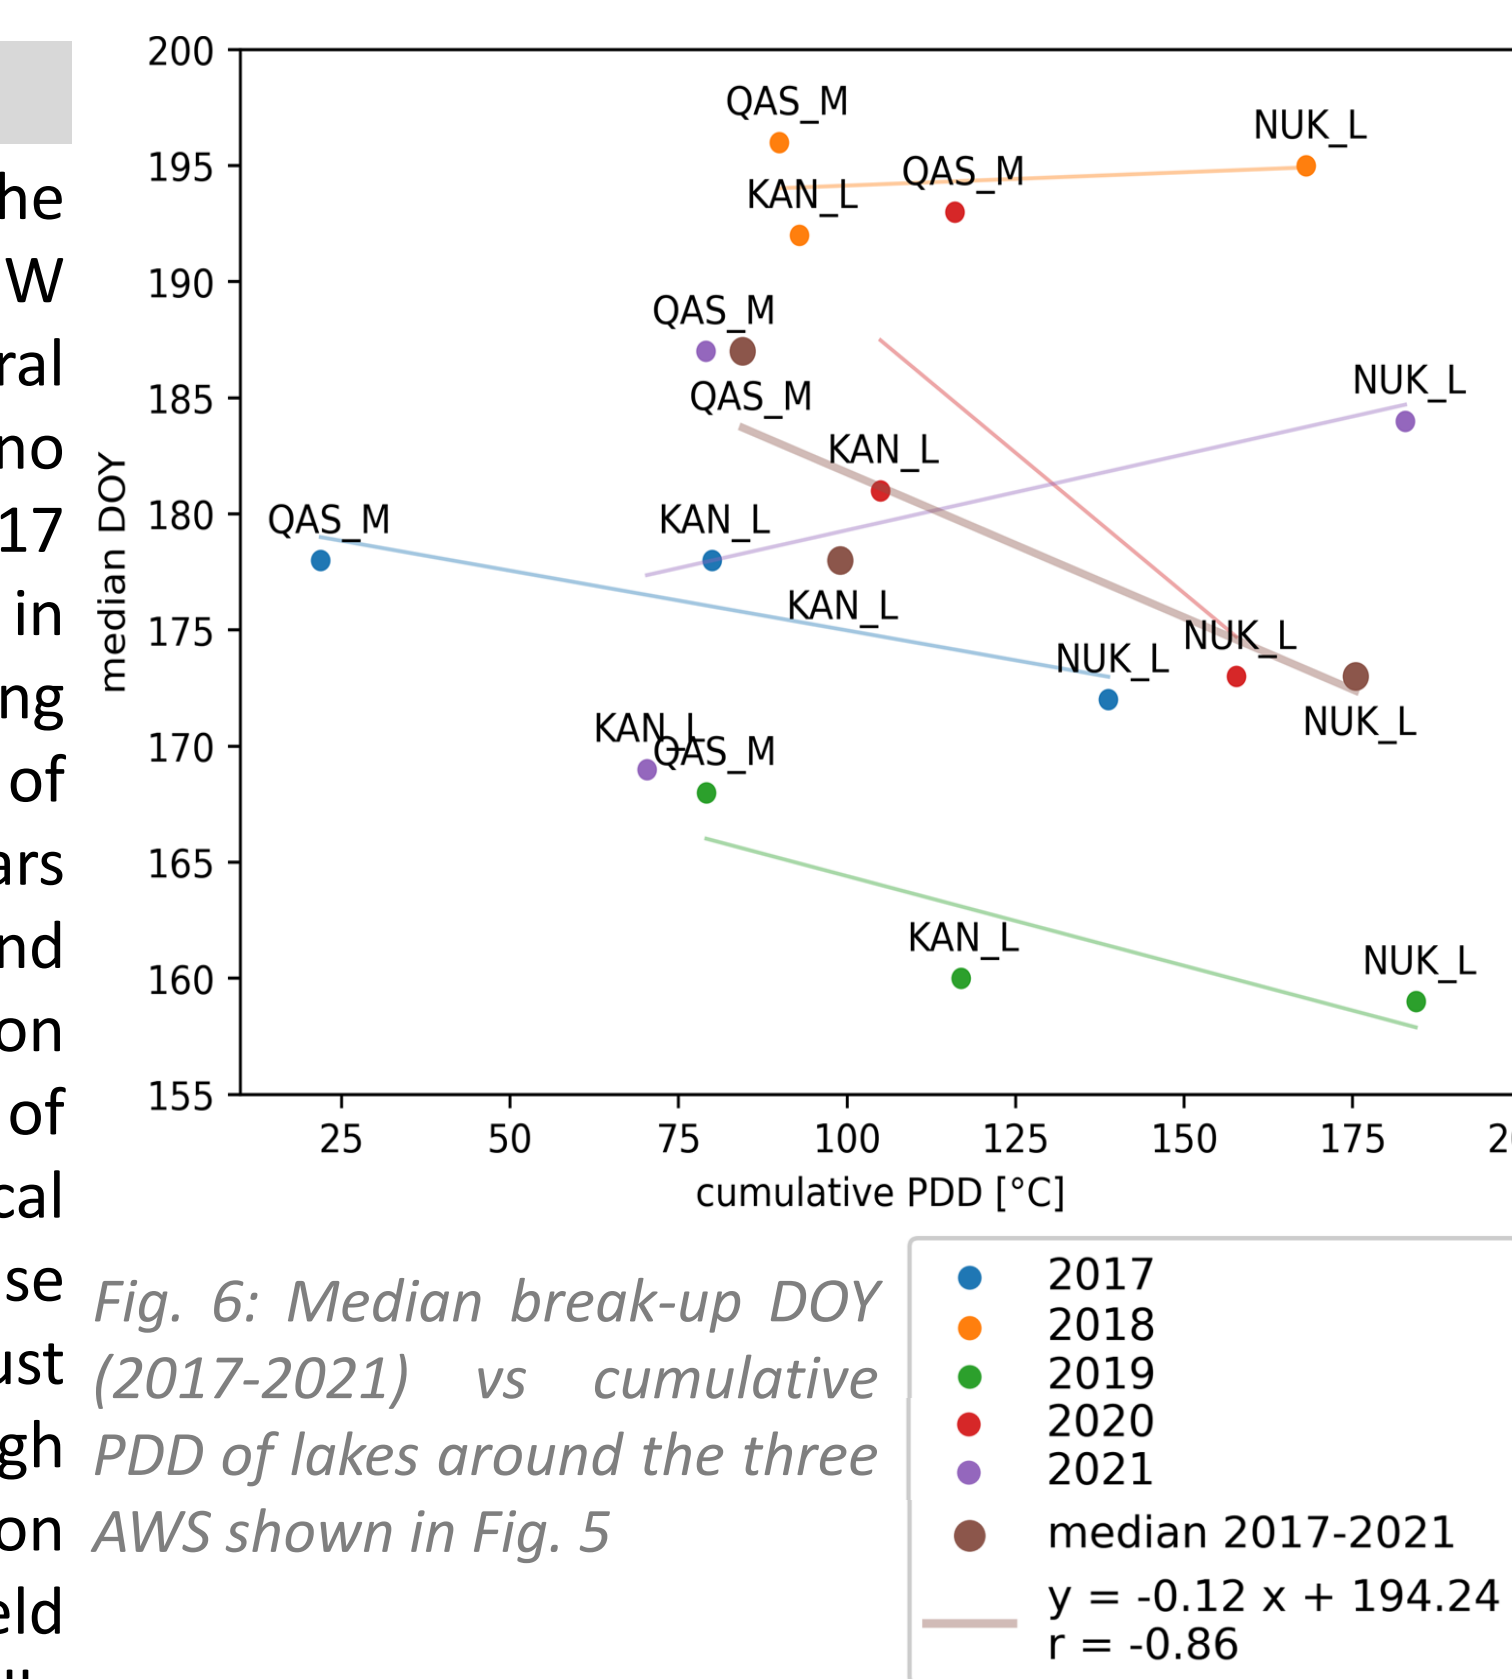 he
W
ral
no
17
in
ng
of
ars
nd
on
of
cal
se
ust
gh
on
eld
200
195
190
185
180
175
170
165
160
155
median DOY
QAS_M
NUK_L
QAS_M
KAN_L
QAS_M
QAS_M
NUK_L
KAN_L
QAS_M
KAN_L
KAN_L
NUK_L
NUK_L
NUK_L
KAN_L
QAS_M
KAN_L
NUK_L
25 50 75 100 125 150 175
cumulative PDD [°C]
Fig. 6: Median break-up DOY
(2017-2021) vs cumulative
PDD of lakes around the three
AWS shown in Fig. 5
2017
2018
2019
2020
2021
median 2017-2021
y = -0.12 x + 194.24
r = -0.86